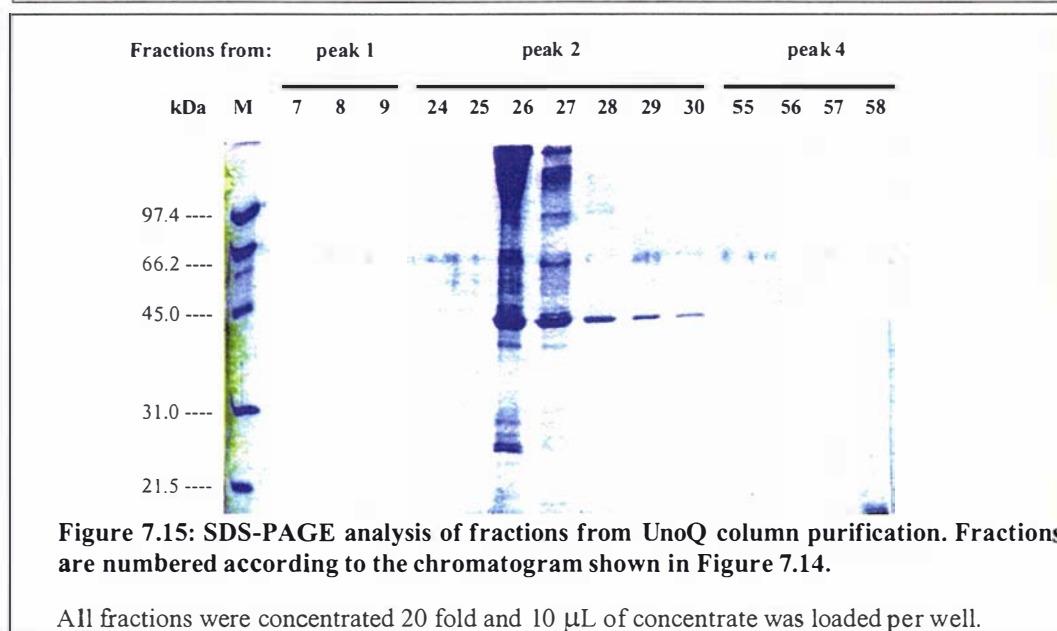 Fractions from: peak 1 peak 2 peak 4
kDa M 7 8 9 24 25 26 27 28 29 30 55 56 57 58
97.4 ----
66.2 ----
45.0 ----
31.0 ----
21.5 ----
Figure 7.15: SDS-PAGE analysis of fractions from UnoQ column purification. Fractions
are numbered according to the chromatogram shown in Figure 7.14.
All fractions were concentrated 20 fold and 10 μL of concentrate was loaded per well.